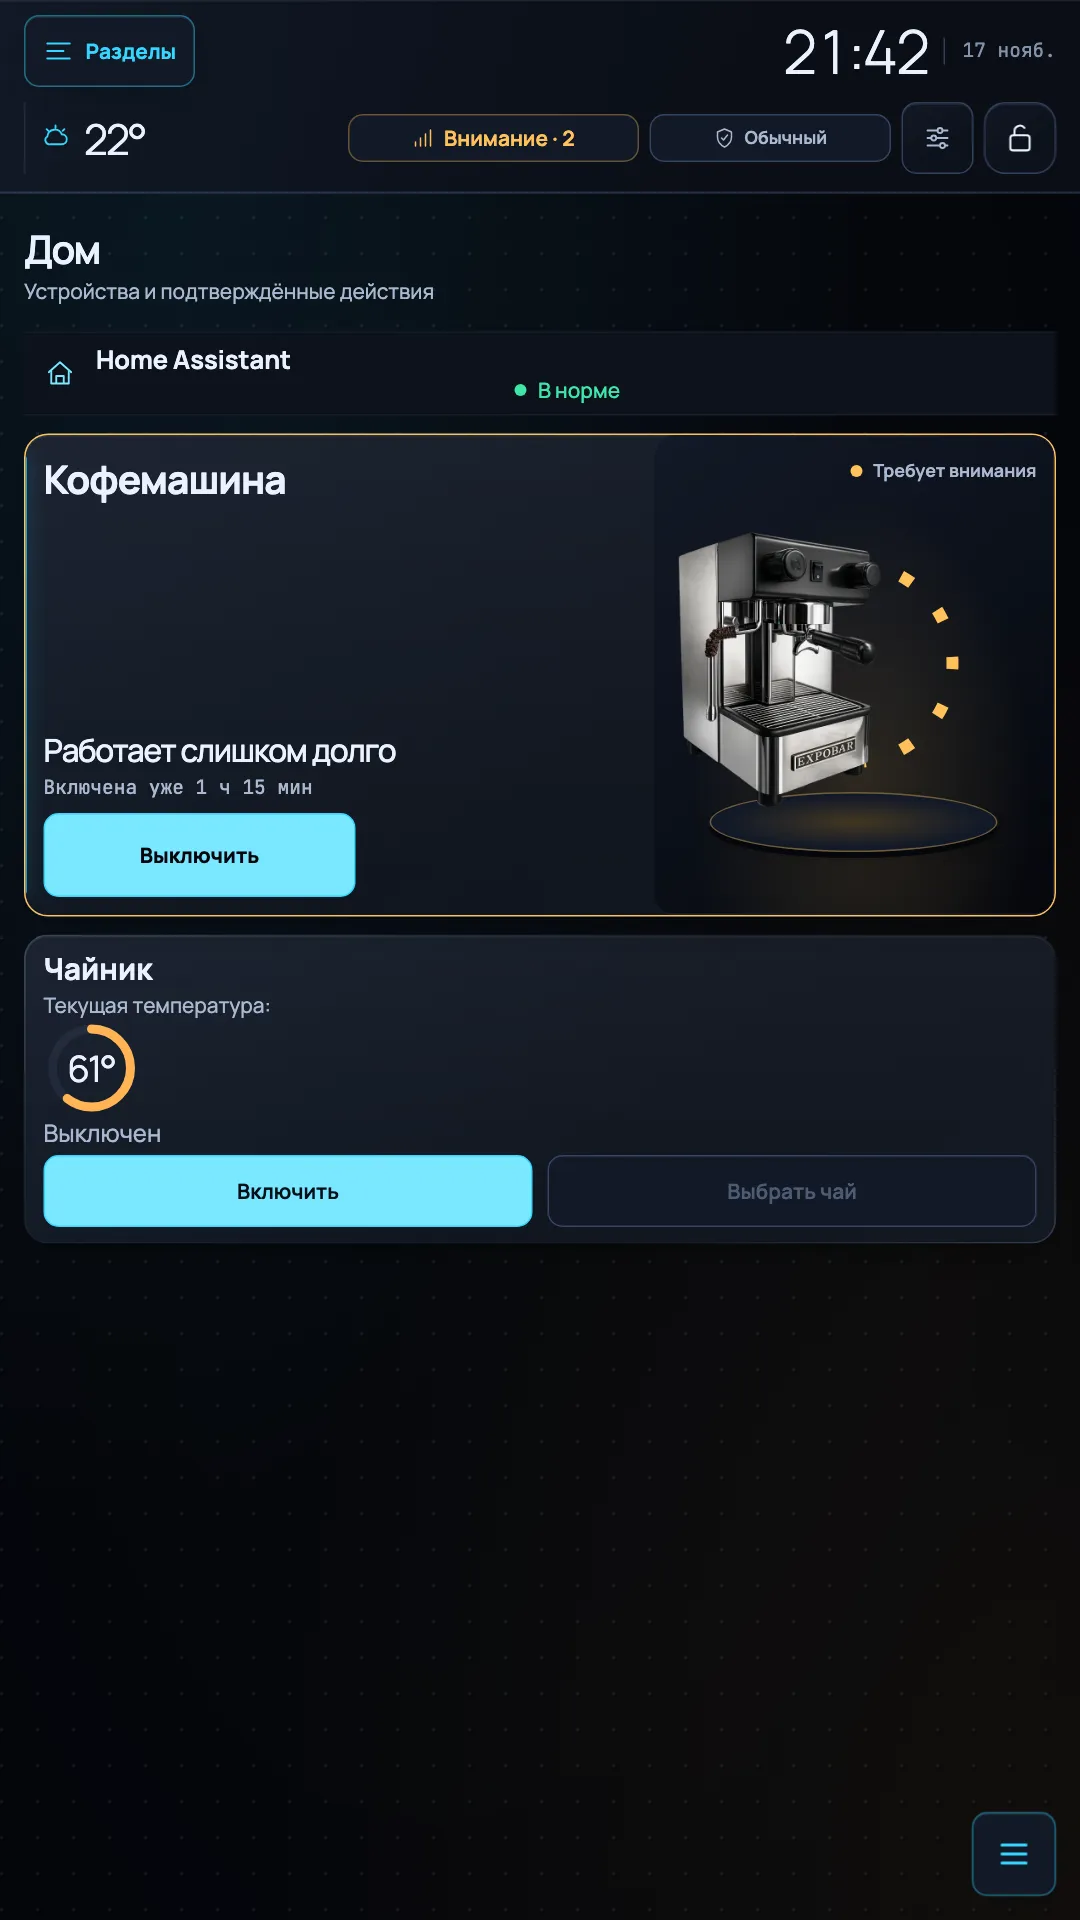 Разделы
21:42
17 нояб.
22°
Внимание · 2
Обычный
Дом
Устройства и подтверждённые действия
Home Assistant
В норме
Кофемашина
Требует внимания
EXPOBAR
Работает слишком долго
Включена уже 1 ч 15 мин
Выключить
Чайник
Текущая температура:
61°
Выключен
Включить
Выбрать чай